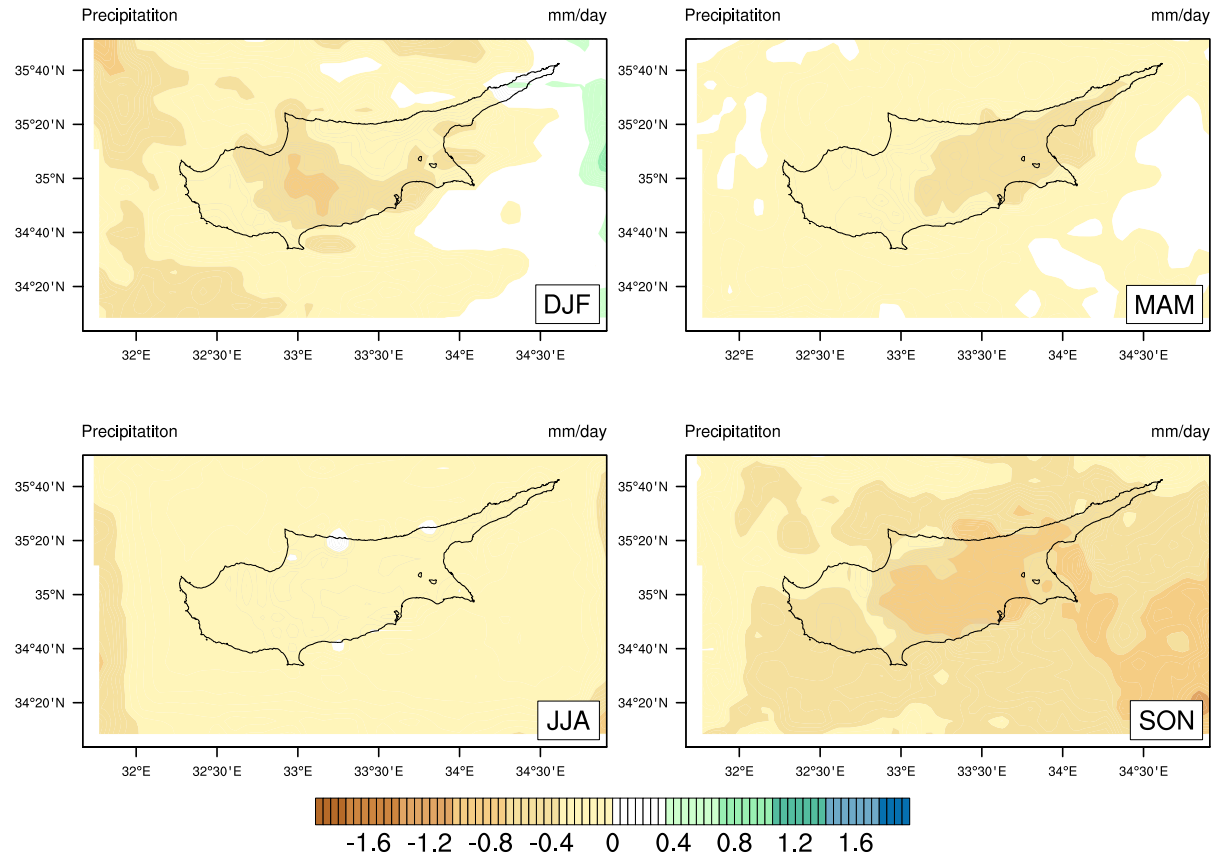 Precipitatiton mm/day Precipitatiton mm/day
35°40'N 35°40'N
35°20'N 35°20'N
35°N 35°N
34°40'N 34°40'N
34°20'N 34°20'N
DJF MAM
32°E 32°30'E 33°E 33°30'E 34°E 34°30'E 32°E 32°30'E 33°E 33°30'E 34°E 34°30'E
Precipitatiton mm/day Precipitatiton mm/day
35°40'N 35°40'N
35°20'N 35°20'N
35°N 35°N
34°40'N 34°40'N
34°20'N 34°20'N
JJA SON
32°E 32°30'E 33°E 33°30'E 34°E 34°30'E 32°E 32°30'E 33°E 33°30'E 34°E 34°30'E
-1.6 -1.2 -0.8 -0.4 0 0.4 0.8 1.2 1.6